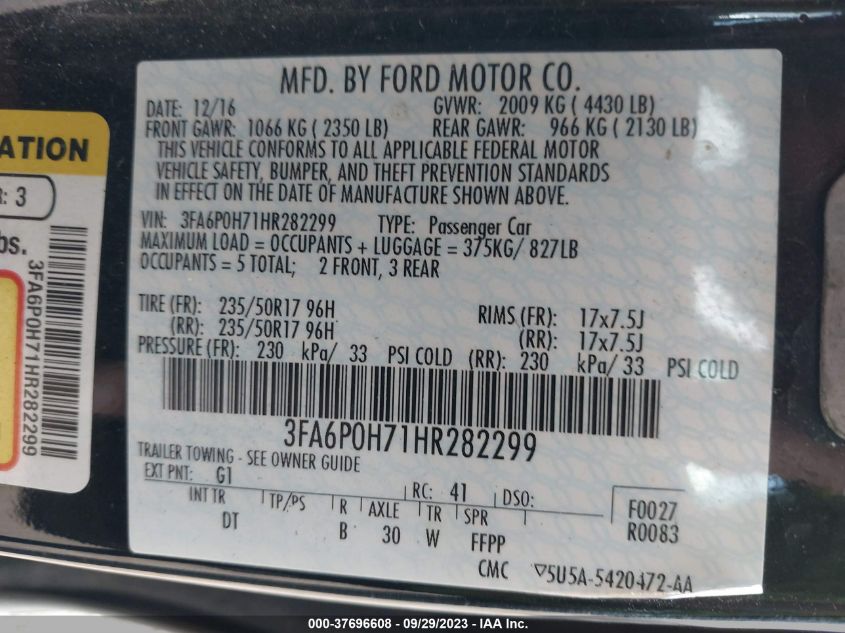 MFD. BY FORD MOTOR CO.
DATE: 12/16 GVWR: 2009 KG ( 4430 LB)
FRONT GAWR: 1066 KG ( 2350 LB) REAR GAWR: 966 KG ( 2130 LB)
THIS VEHICLE CONFORMS TO ALL APPLICABLE FEDERAL MOTOR
VEHICLE SAFETY, BUMPER, AND THEFT PREVENTION STANDARDS
IN EFFECT ON THE DATE OF MANUFACTURE SHOWN ABOVE.
VIN: 3FA6P0H71HR282299 TYPE: Passenger Car
MAXIMUM LOAD = OCCUPANTS + LUGGAGE = 375KG/ 827LB
OCCUPANTS = 5 TOTAL; 2 FRONT, 3 REAR
TIRE (FR): 235/50R17 96H RIMS (FR): 17x7.5J
(RR): 235/50R17 96H (RR): 17x7.5J
PRESSURE (FR): 230 kPa/ 33 PSI COLD (RR): 230 kPa/ 33 PSI COLD
3FA6P0H71HR282299
TRAILER TOWING - SEE OWNER GUIDE
EXT PNT: G1 RC: 41 DSO:
INT TR TP/PS R AXLE TR SPR F0027
DT B 30 W FFPP R0083
CMC ▽5U5A-5420472-AA
ATION
R: 3
bs.
3FA6P0H71HR282299
000-37696608 - 09/29/2023 - IAA Inc.